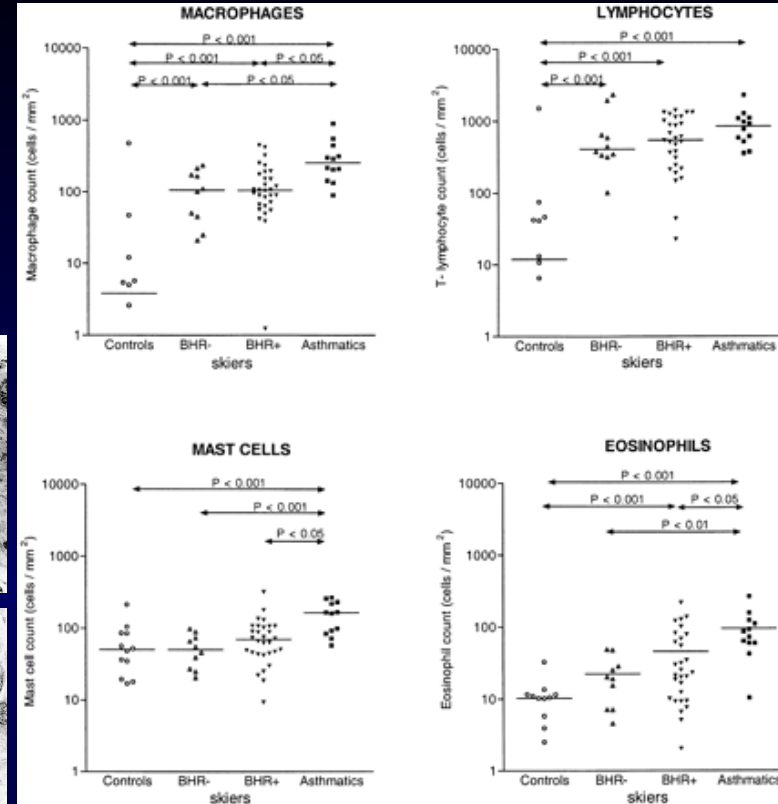 MACROPHAGES
Macrophage count (cells / mm²)
10000
1000
100
10
1
P < 0.001
P < 0.001
P < 0.05
P < 0.001
P < 0.05
Controls
BHR-
BHR+
Asthmatics
skiers
LYMPHOCYTES
T- lymphocyte count (cells / mm²)
10000
1000
100
10
1
P < 0.001
P < 0.001
P < 0.001
Controls
BHR-
BHR+
Asthmatics
skiers
MAST CELLS
Mast cell count (cells / mm²)
10000
1000
100
10
1
P < 0.001
P < 0.001
P < 0.05
Controls
BHR-
BHR+
Asthmatics
skiers
EOSINOPHILS
Eosinophil count (cells / mm²)
10000
1000
100
10
1
P < 0.001
P < 0.001
P < 0.05
P < 0.01
Controls
BHR-
BHR+
Asthmatics
skiers